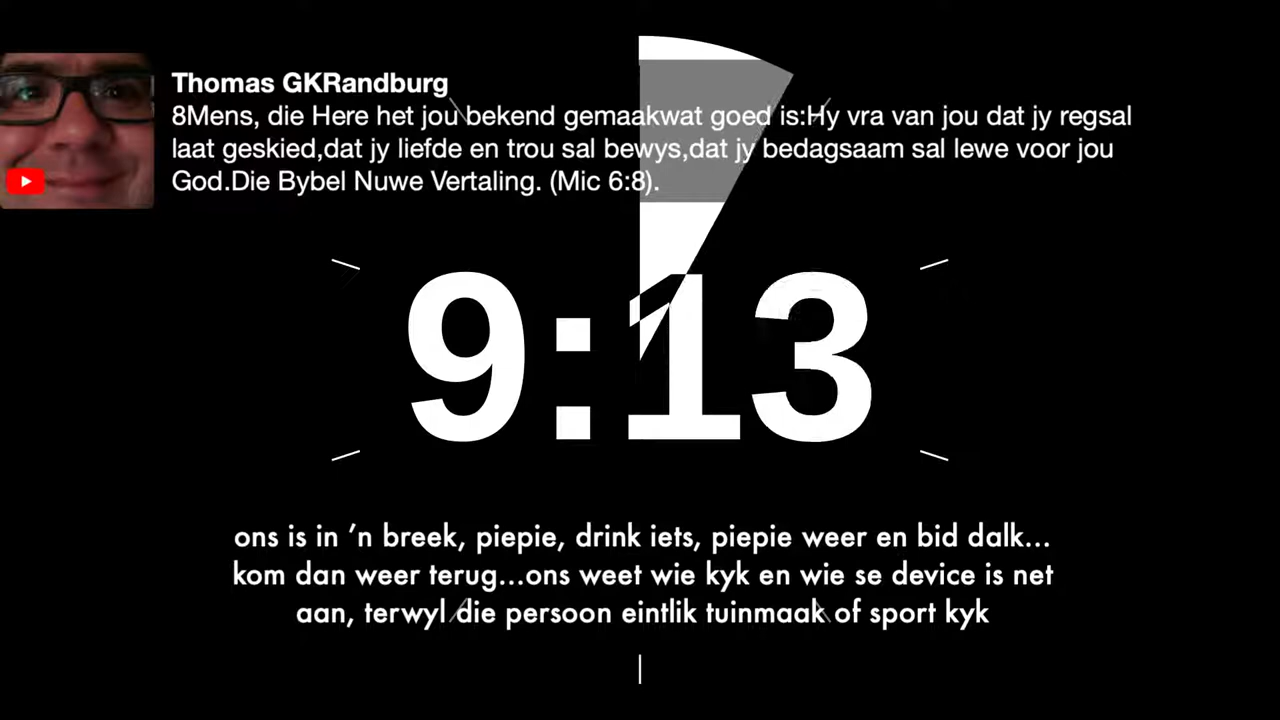 Thomas GKRandburg
8Mens, die Here het jou bekend gemaakwat goed is:Hy vra van jou dat jy regsal
laat geskied,dat jy liefde en trou sal bewys,dat jy bedagsaam sal lewe voor jou
God.Die Bybel Nuwe Vertaling. (Mic 6:8).
9:13
ons is in ’n breek, piepie, drink iets, piepie weer en bid dalk...
kom dan weer terug...ons weet wie kyk en wie se device is net
aan, terwyl die persoon eintlik tuinmaak of sport kyk